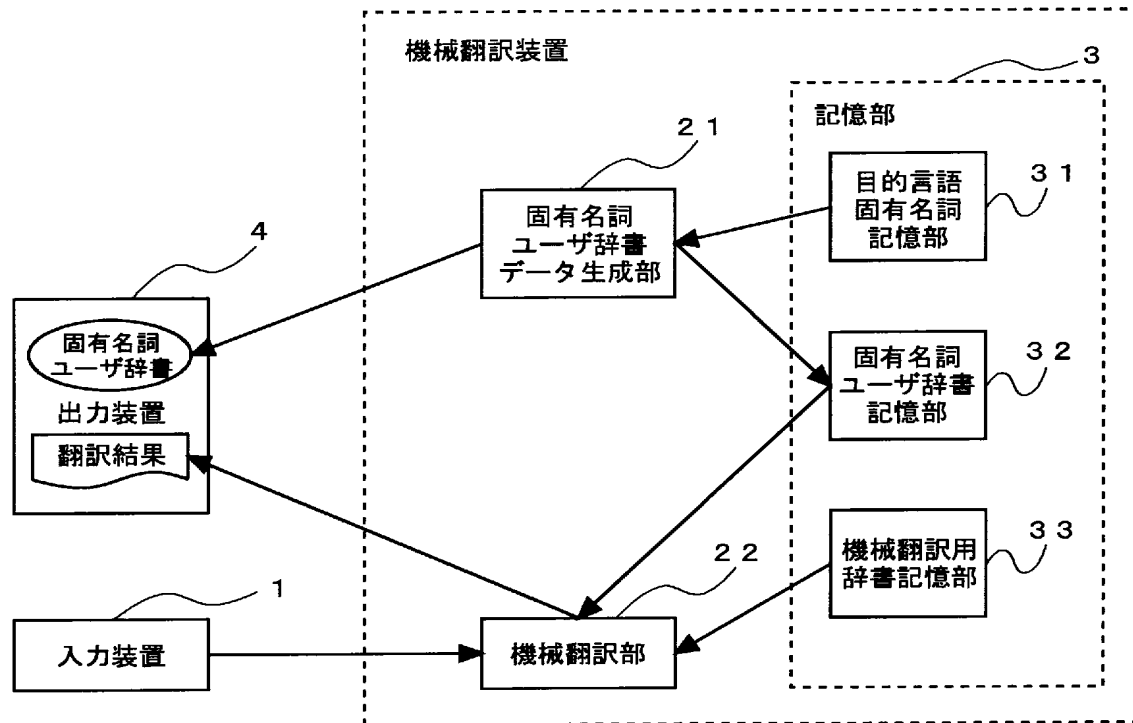 機械翻訳装置
3
記憶部
21
目的言語
固有名詞
記憶部
31
固有名詞
ユーザ辞書
データ生成部
4
固有名詞
ユーザ辞書
出力装置
翻訳結果
固有名詞
ユーザ辞書
記憶部
32
機械翻訳用
辞書記憶部
33
22
1
入力装置
機械翻訳部